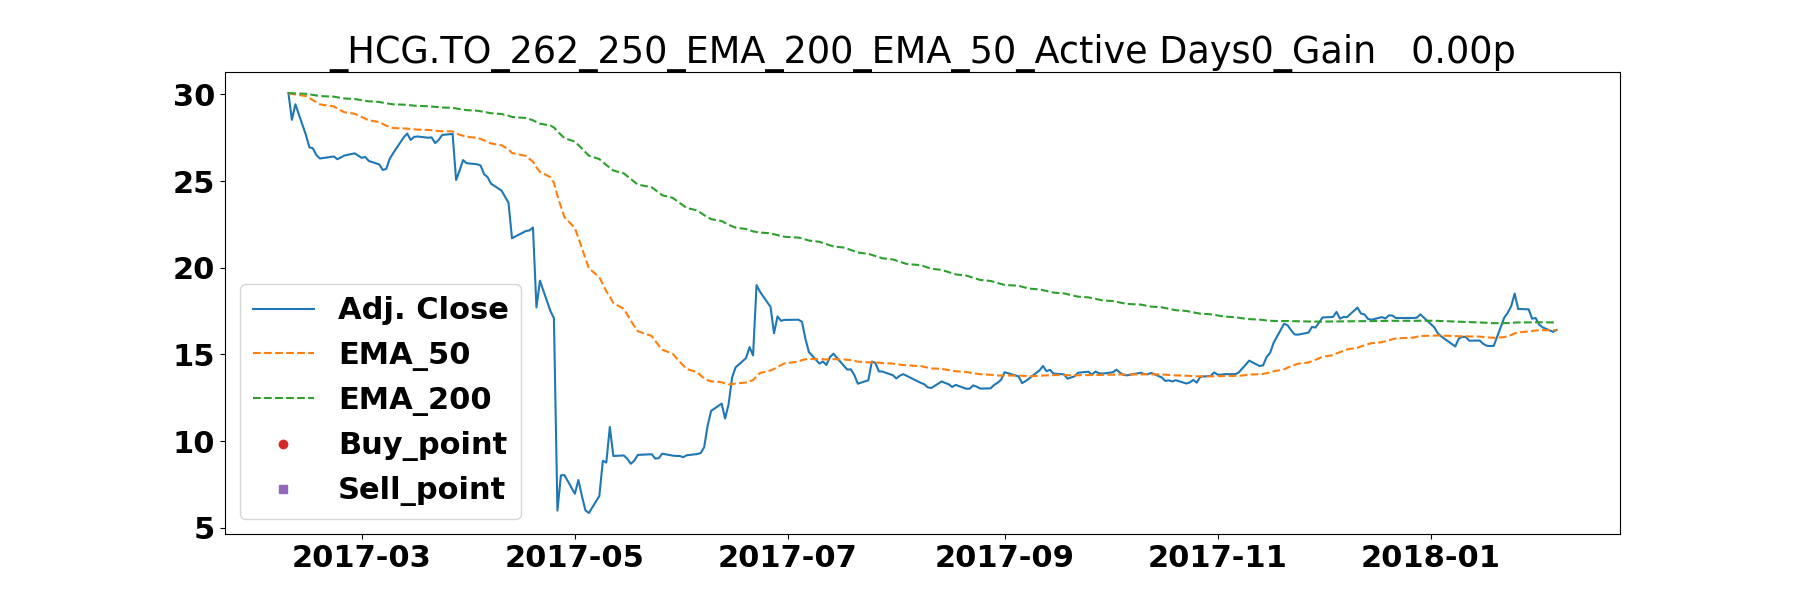 _HCG.TO_262_250_EMA_200_EMA_50_Active Days0_Gain   0.00p
30
25
20
15
10
5
Adj. Close
EMA_50
EMA_200
Buy_point
Sell_point
2017-03 2017-05 2017-07 2017-09 2017-11 2018-01